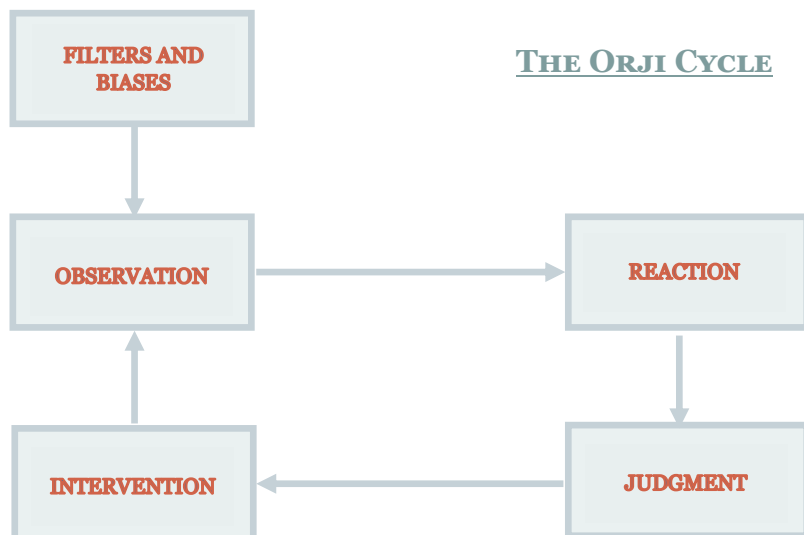 FILTERS AND
BIASES
THE ORJI CYCLE
OBSERVATION
REACTION
INTERVENTION
JUDGMENT